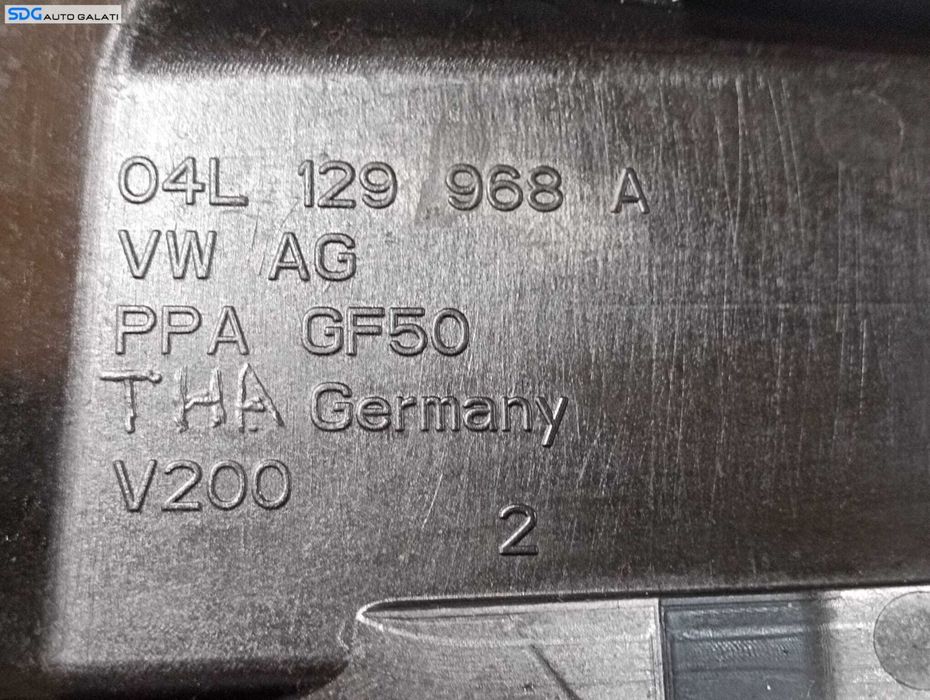 SDG AUTO GALATI
04L 129 968 A
VW AG
PPA GF50
THA Germany
V200
2